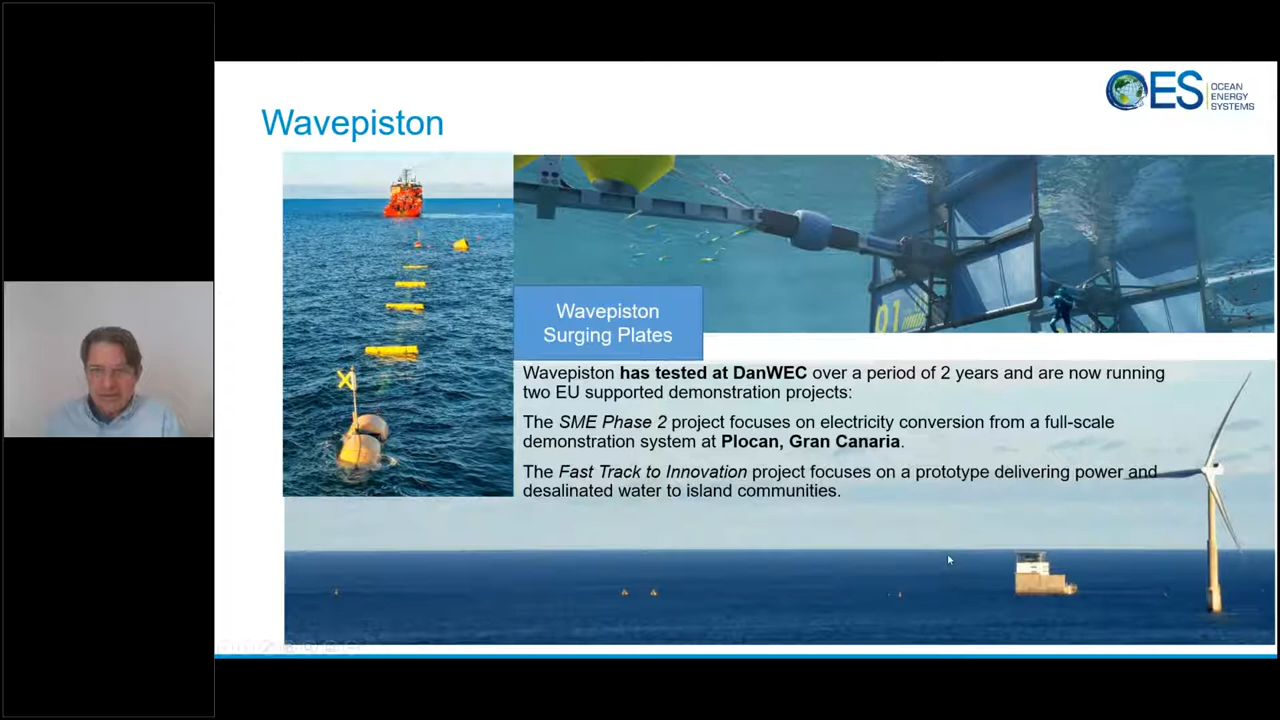 OES
OCEAN
ENERGY
SYSTEMS
Wavepiston
91
Wavepiston
Surging Plates
Wavepiston has tested at DanWEC over a period of 2 years and are now running
two EU supported demonstration projects:
The SME Phase 2 project focuses on electricity conversion from a full-scale
demonstration system at Plocan, Gran Canaria.
The Fast Track to Innovation project focuses on a prototype delivering power and
desalinated water to island communities.